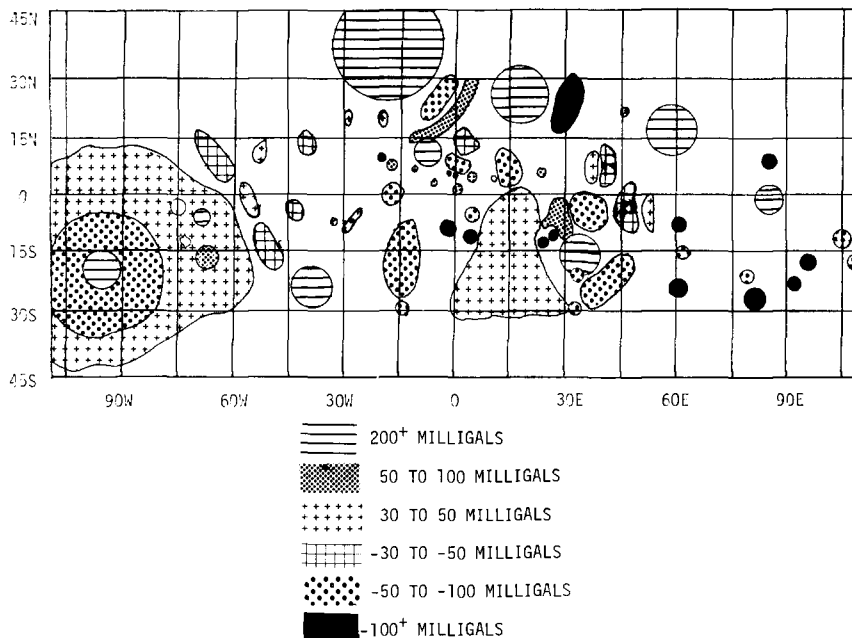 45N
30N
15N
0
15S
30S
45S
90W 60W 30W 0 30E 60E 90E
200+ MILLIGALS
50 TO 100 MILLIGALS
30 TO 50 MILLIGALS
-30 TO -50 MILLIGALS
-50 TO -100 MILLIGALS
-100+ MILLIGALS